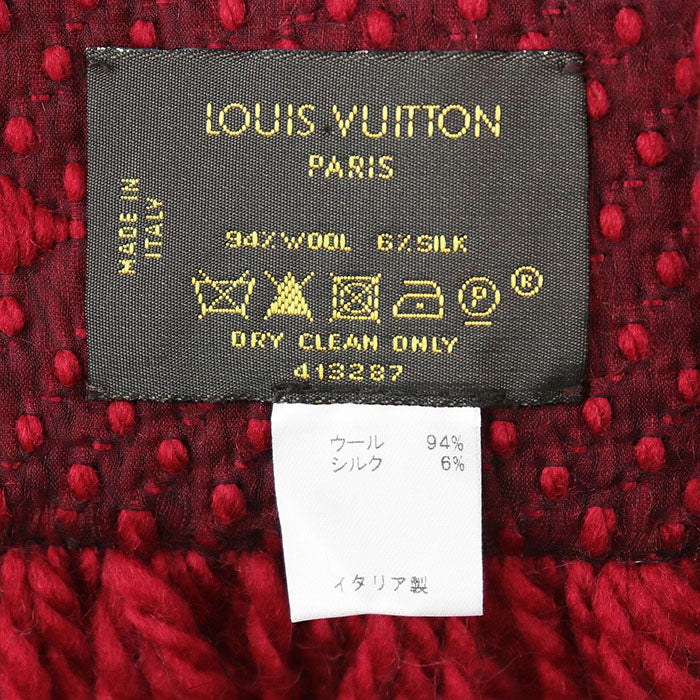 LOUIS VUITTON
PARIS
MADE IN
ITALY
94%WOOL 6%SILK
P ®
DRY CLEAN ONLY
413287
ウール 94%
シルク 6%
イタリア製